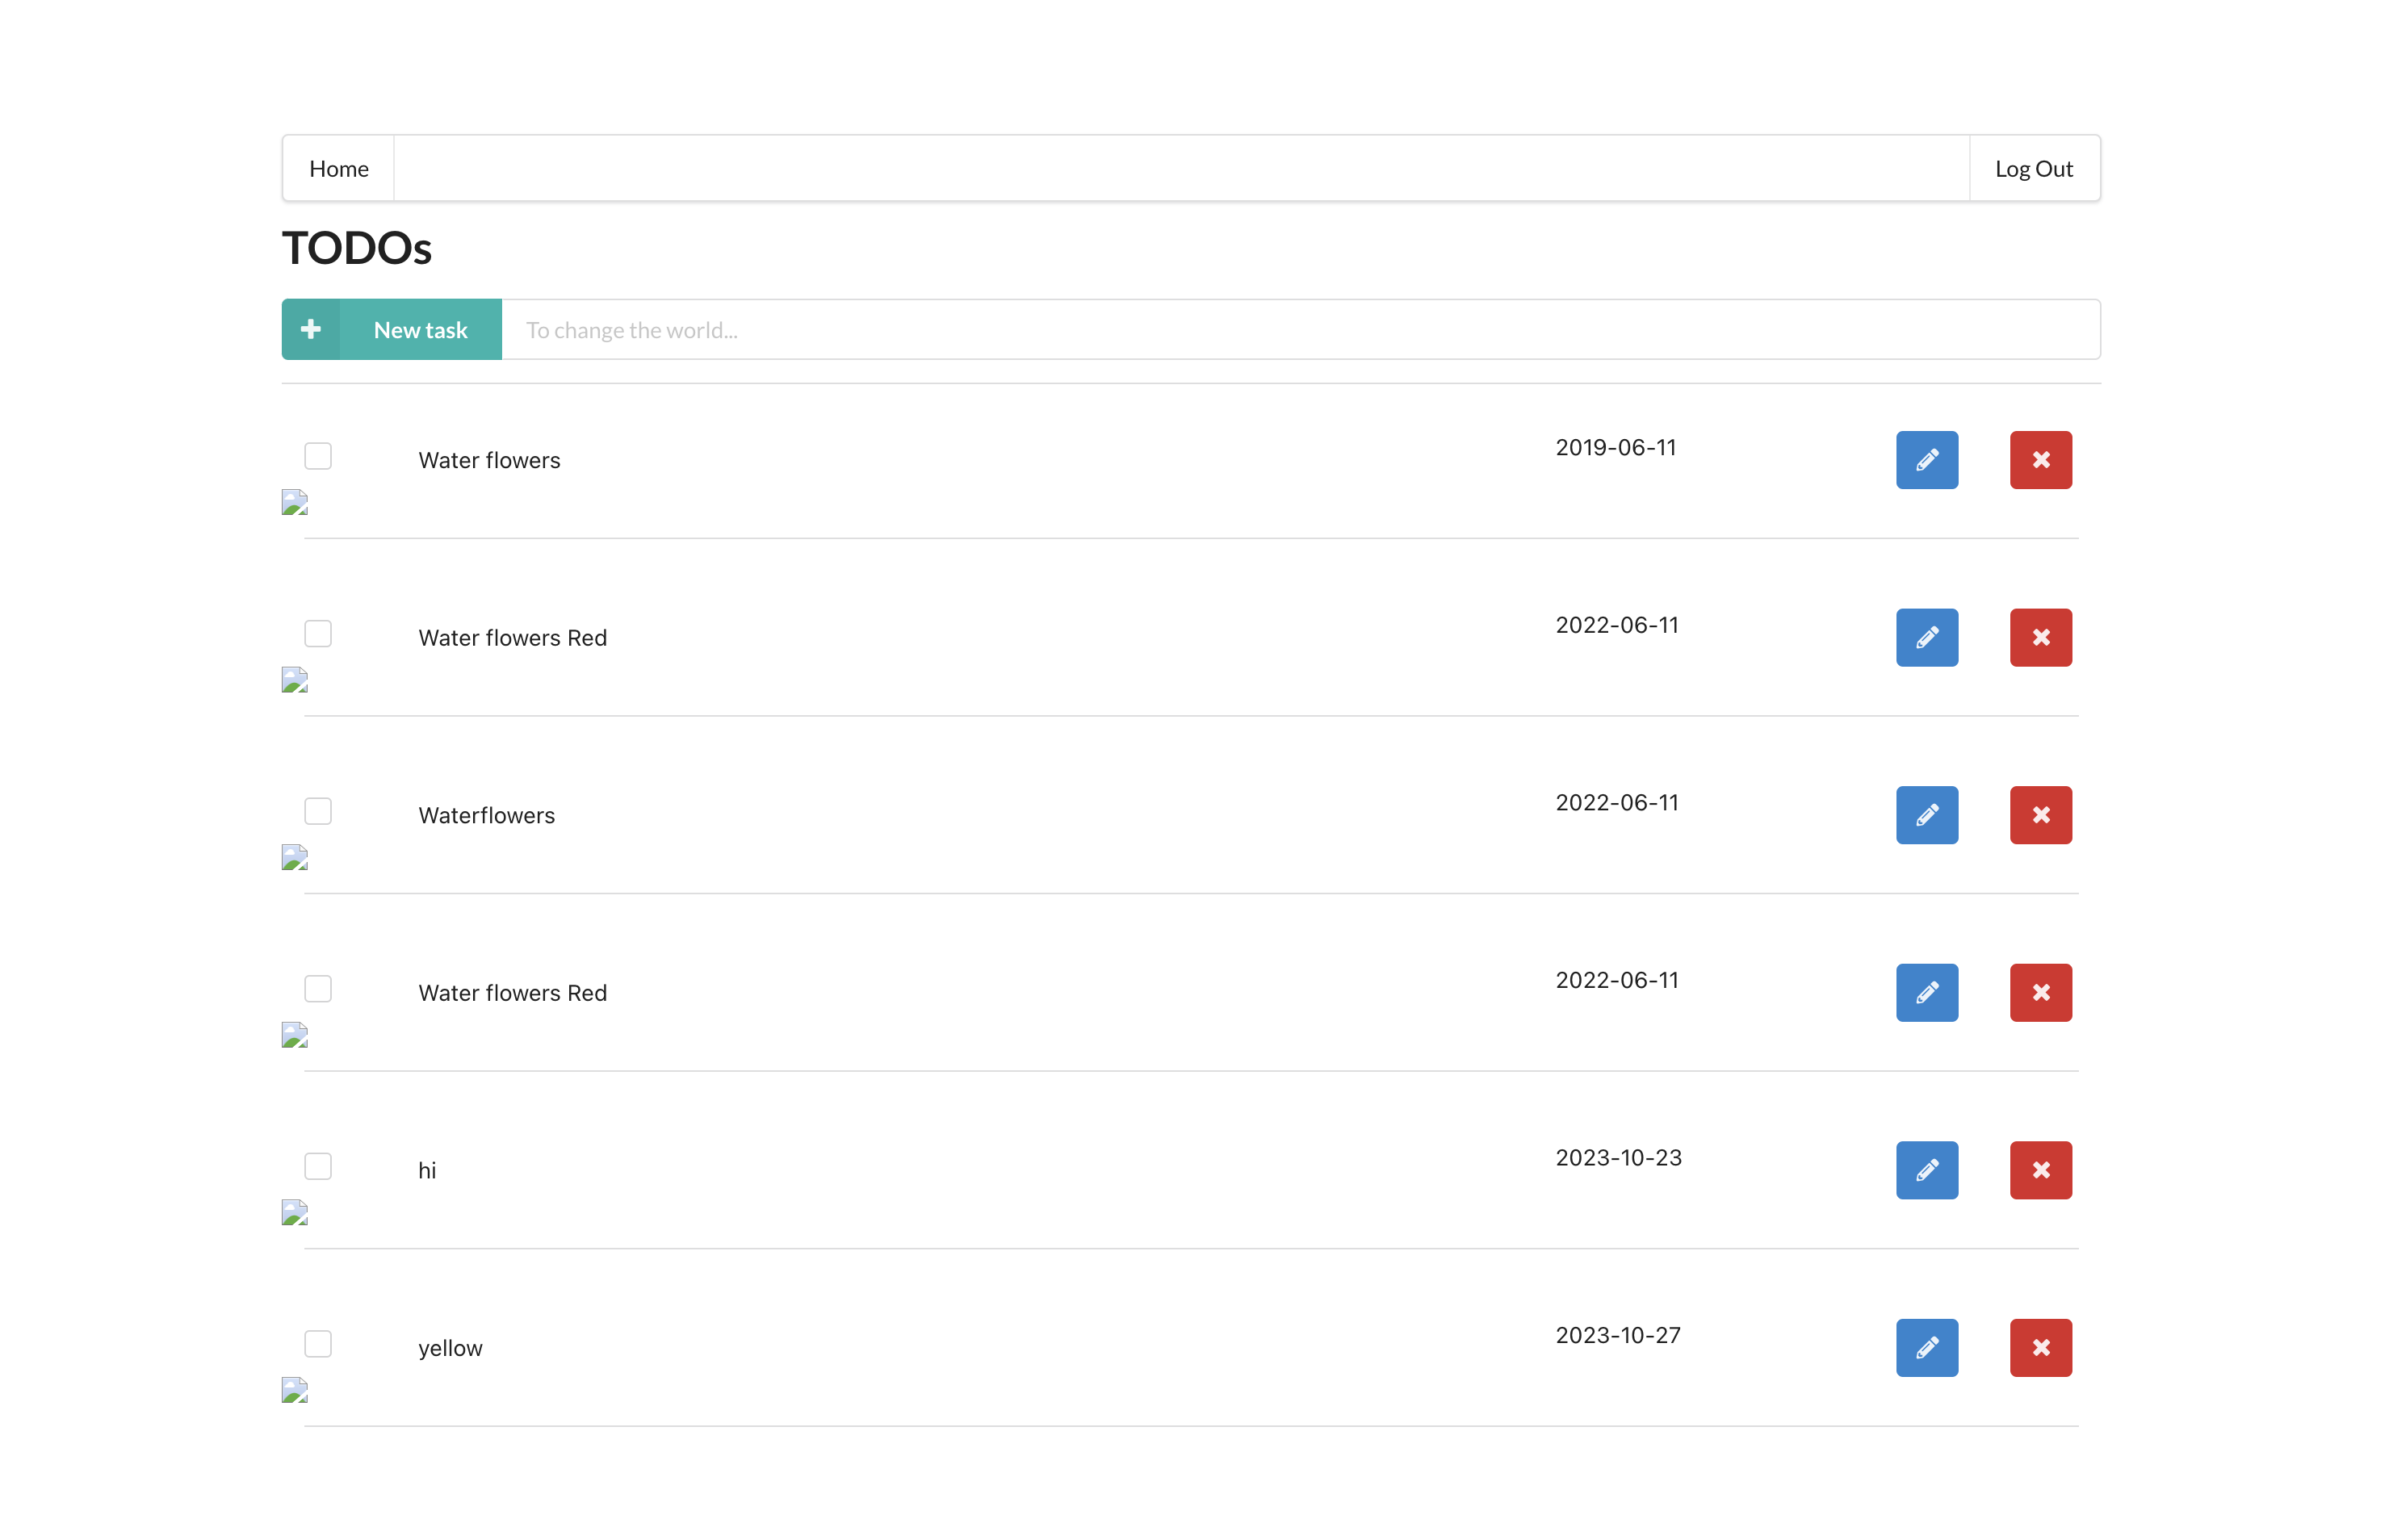 Home Log Out
TODOs
New task To change the world...
Water flowers 2019-06-11
Water flowers Red 2022-06-11
Waterflowers 2022-06-11
Water flowers Red 2022-06-11
hi 2023-10-23
yellow 2023-10-27